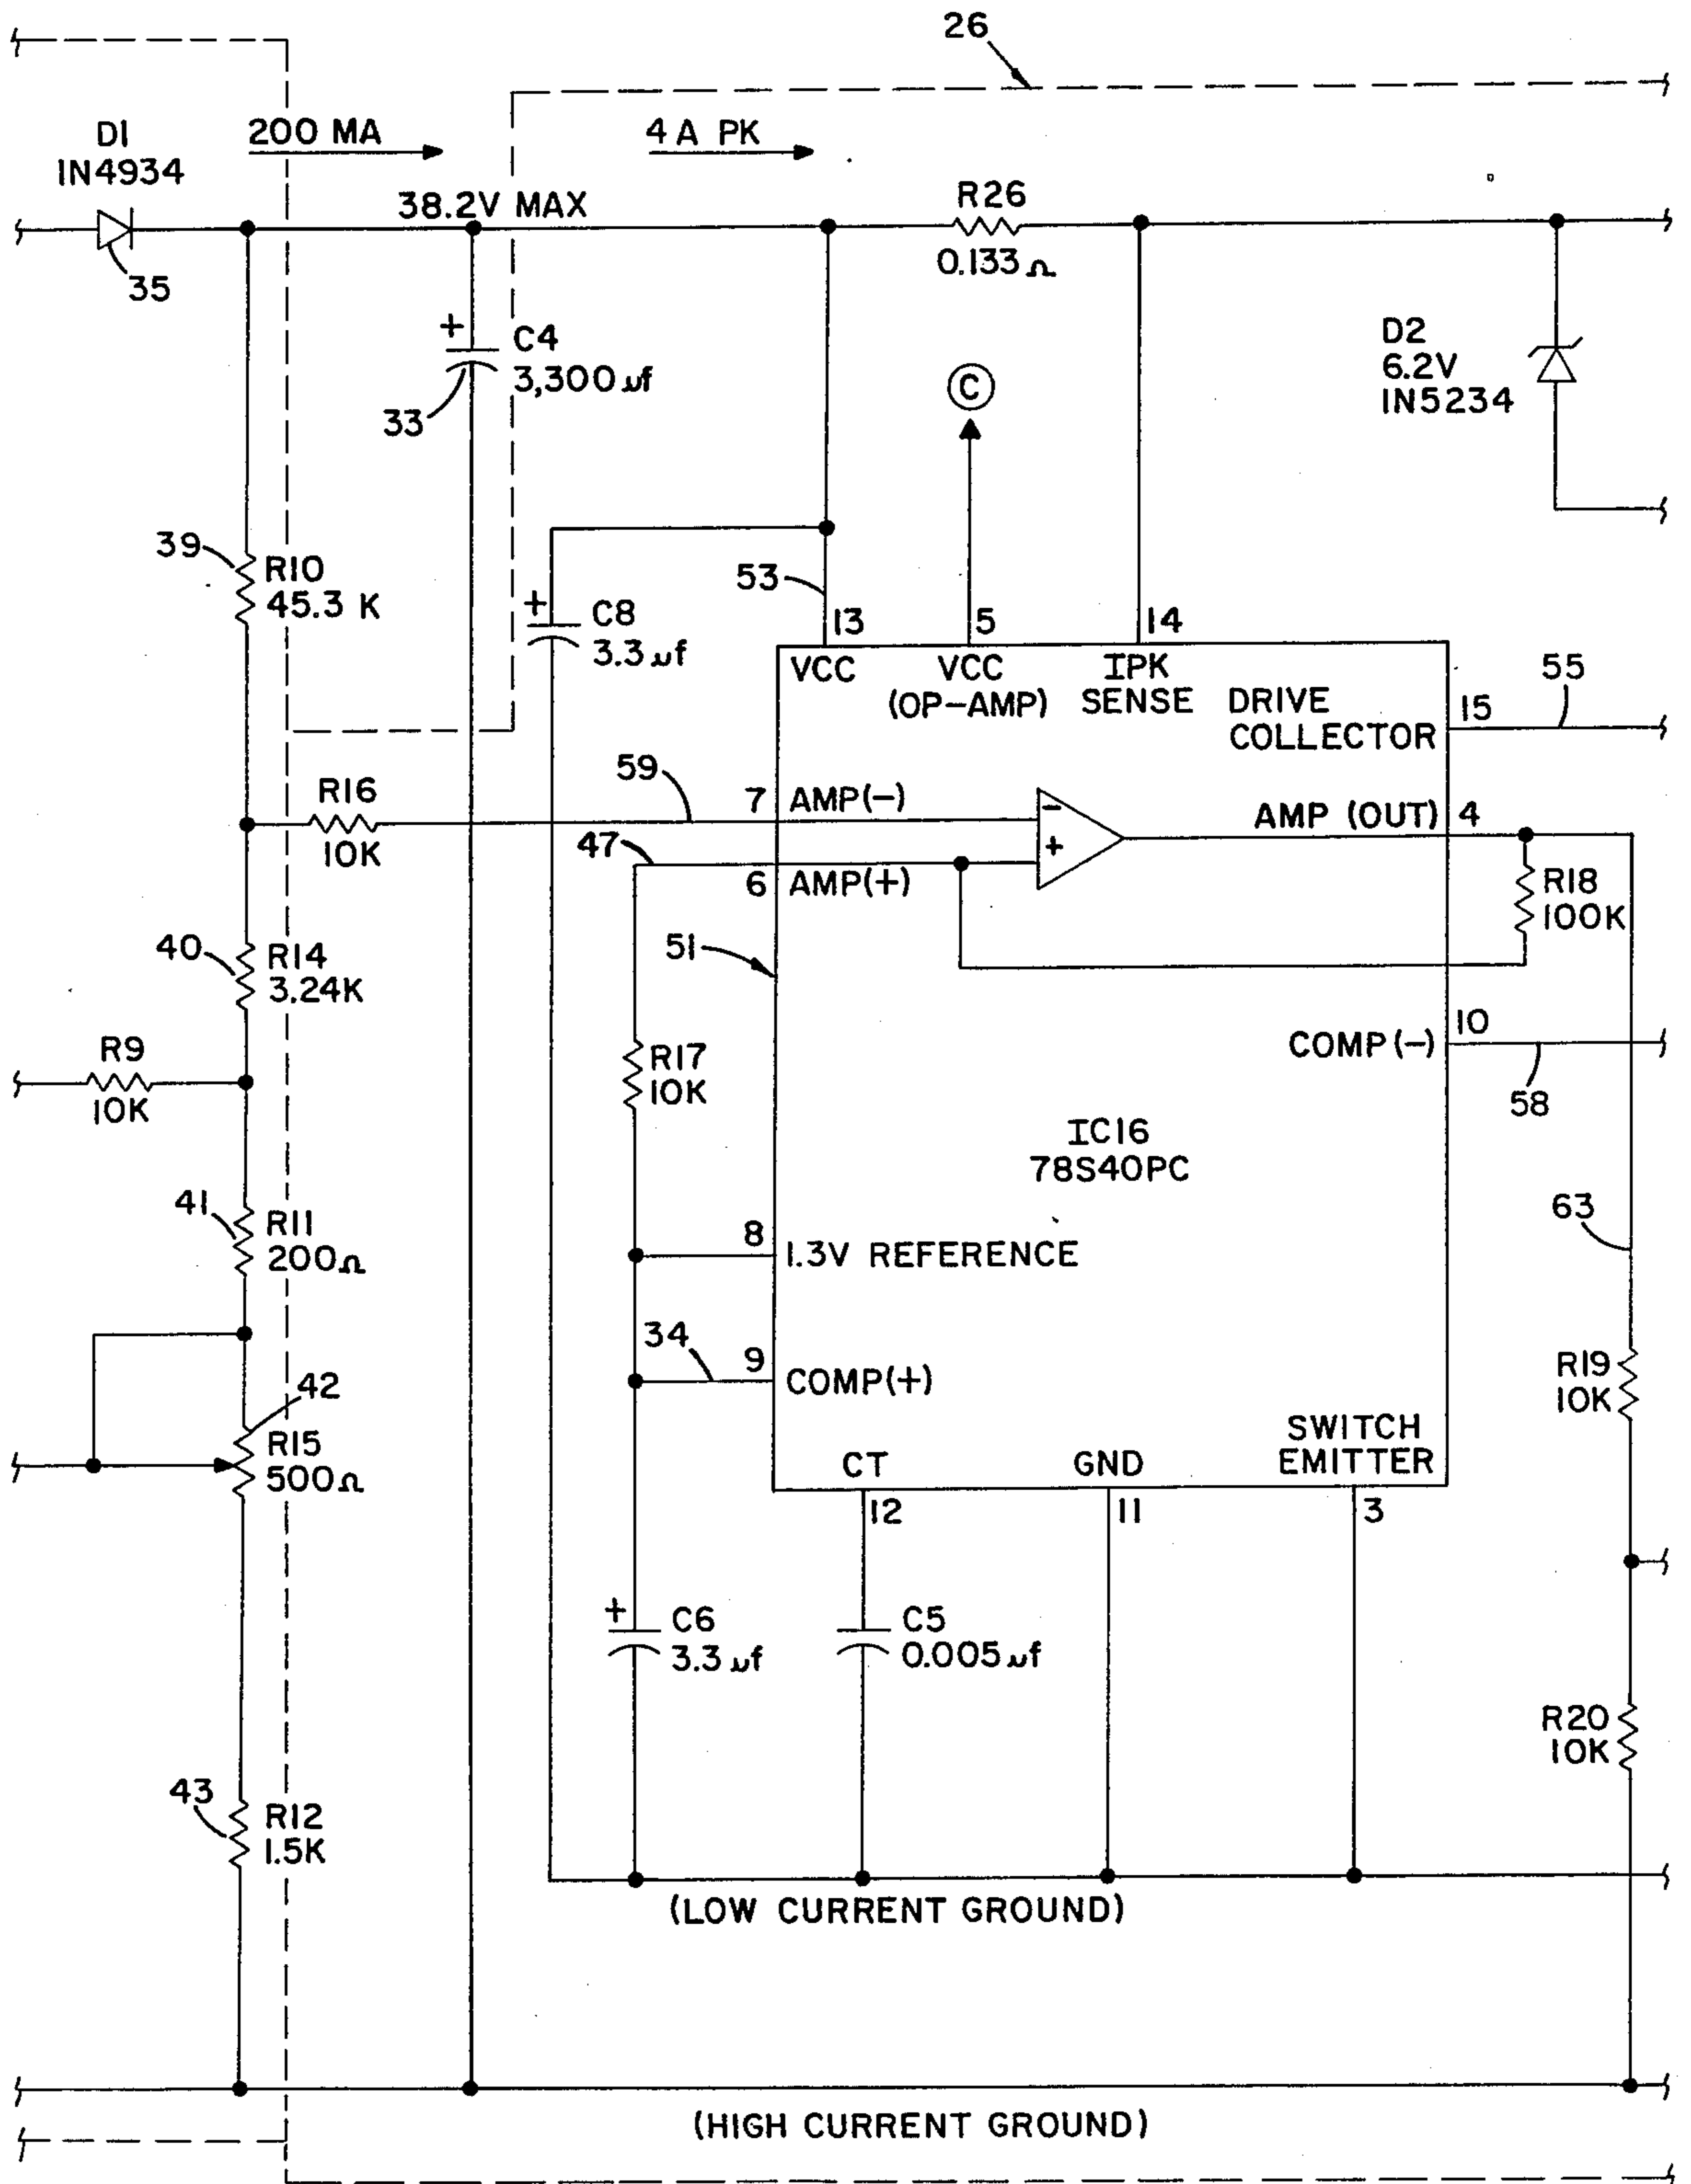 26
D1
IN4934
200 MA
4 A PK
38.2V MAX
R26
0.133Ω
35
C4
3,300 µf
33
C
D2
6.2V
IN5234
39
R10
45.3 K
53
C8
3.3 µf
13
5
14
VCC
VCC
(OP-AMP)
IPK
SENSE
DRIVE
COLLECTOR
15
55
59
R16
10K
7
AMP(-)
47
6
AMP(+)
-
+
AMP (OUT)
4
R18
100K
40
R14
3.24K
51
R9
10K
R17
10K
COMP(-)
10
58
IC16
78S40PC
41
R11
200Ω
8
1.3V REFERENCE
63
34
9
COMP(+)
R19
10K
42
R15
500Ω
CT
GND
SWITCH
EMITTER
12
11
3
+
C6
3.3 µf
C5
0.005 µf
R20
10K
43
R12
1.5K
(LOW CURRENT GROUND)
(HIGH CURRENT GROUND)